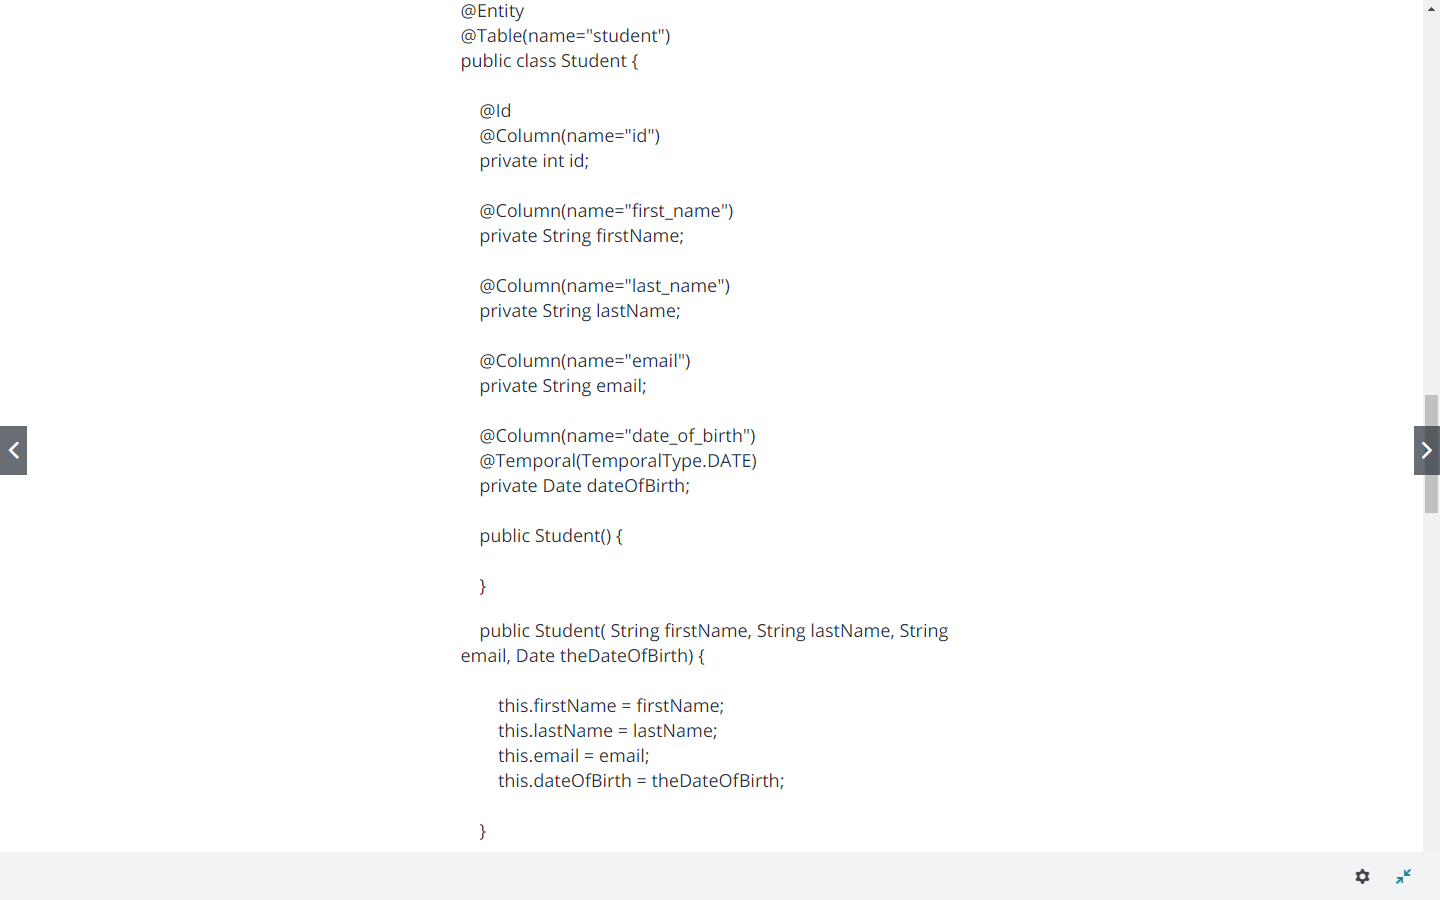 @Entity
@Table(name="student")
public class Student {
@Id
@Column(name="id")
private int id;
@Column(name="first_name")
private String firstName;
@Column(name="last_name")
private String lastName;
@Column(name="email")
private String email;
@Column(name="date_of_birth")
@Temporal(TemporalType.DATE)
private Date dateOfBirth;
public Student() {
}
public Student( String firstName, String lastName, String
email, Date theDateOfBirth) {
this.firstName = firstName;
this.lastName = lastName;
this.email = email;
this.dateOfBirth = theDateOfBirth;
}